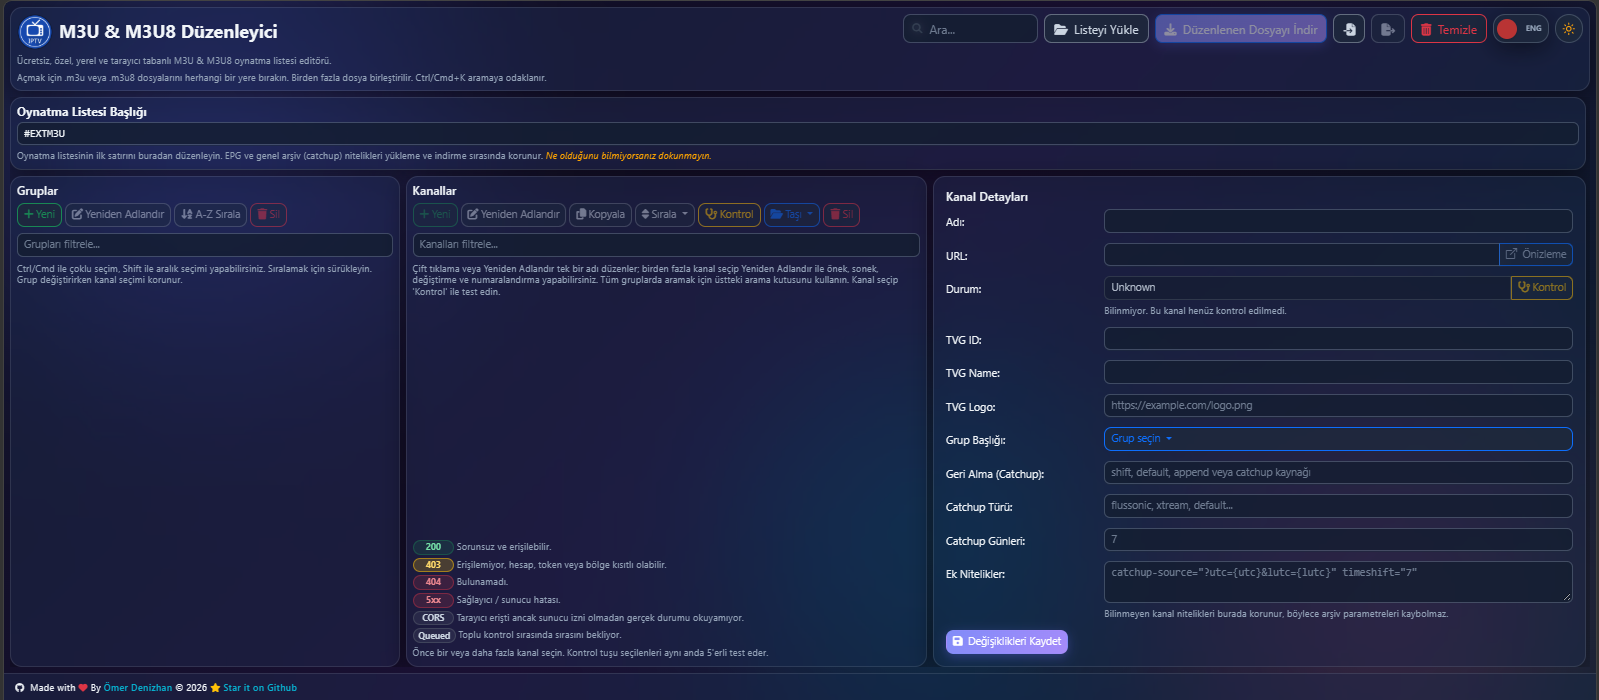 IPTV
M3U & M3U8 Düzenleyici
Ücretsiz, özel, yerel ve tarayıcı tabanlı M3U & M3U8 oynatma listesi editörü.
Açmak için .m3u veya .m3u8 dosyalarını herhangi bir yere bırakın. Birden fazla dosya birleştirilir. Ctrl/Cmd+K aramaya odaklanır.
Ara...
Listeyi Yükle
Düzenlenen Dosyayı İndir
Temizle
ENG
Oynatma Listesi Başlığı
#EXTM3U
Oynatma listesinin ilk satırını buradan düzenleyin. EPG ve genel arşiv (catchup) nitelikleri yükleme ve indirme sırasında korunur. Ne olduğunu bilmiyorsanız dokunmayın.
Gruplar
Yeni Yeniden Adlandır A-Z Sırala Sil
Grupları filtrele...
Ctrl/Cmd ile çoklu seçim, Shift ile aralık seçimi yapabilirsiniz. Sıralamak için sürükleyin.
Grup değiştirirken kanal seçimi korunur.
Kanallar
Yeni Yeniden Adlandır Kopyala Sırala Kontrol Taşı Sil
Kanalları filtrele...
Çift tıklama veya Yeniden Adlandır tek bir adı düzenler; birden fazla kanal seçip Yeniden Adlandır ile önek, sonek,
değiştirme ve numaralandırma yapabilirsiniz. Tüm gruplarda aramak için üstteki arama kutusunu kullanın. Kanal seçip
'Kontrol' ile test edin.
200 Sorunsuz ve erişilebilir.
403 Erişilemiyor, hesap, token veya bölge kısıtlı olabilir.
404 Bulunamadı.
5xx Sağlayıcı / sunucu hatası.
CORS Tarayıcı erişti ancak sunucu izni olmadan gerçek durumu okuyamıyor.
Queued Toplu kontrol sırasında sırasını bekliyor.
Önce bir veya daha fazla kanal seçin. Kontrol tuşu seçilenleri aynı anda 5'erli test eder.
Kanal Detayları
Adı:
URL: Önizleme
Durum: Unknown Kontrol
Bilinmiyor. Bu kanal henüz kontrol edilmedi.
TVG ID:
TVG Name:
TVG Logo: https://example.com/logo.png
Grup Başlığı: Grup seçin
Geri Alma (Catchup): shift, default, append veya catchup kaynağı
Catchup Türü: flussonic, xtream, default...
Catchup Günleri: 7
Ek Nitelikler: catchup-source="?utc={utc}&lutc={lutc}" timeshift="7"
Bilinmeyen kanal nitelikleri burada korunur, böylece arşiv parametreleri kaybolmaz.
Değişiklikleri Kaydet
Made with ❤ By Ömer Denizhan © 2026 ⭐ Star it on Github